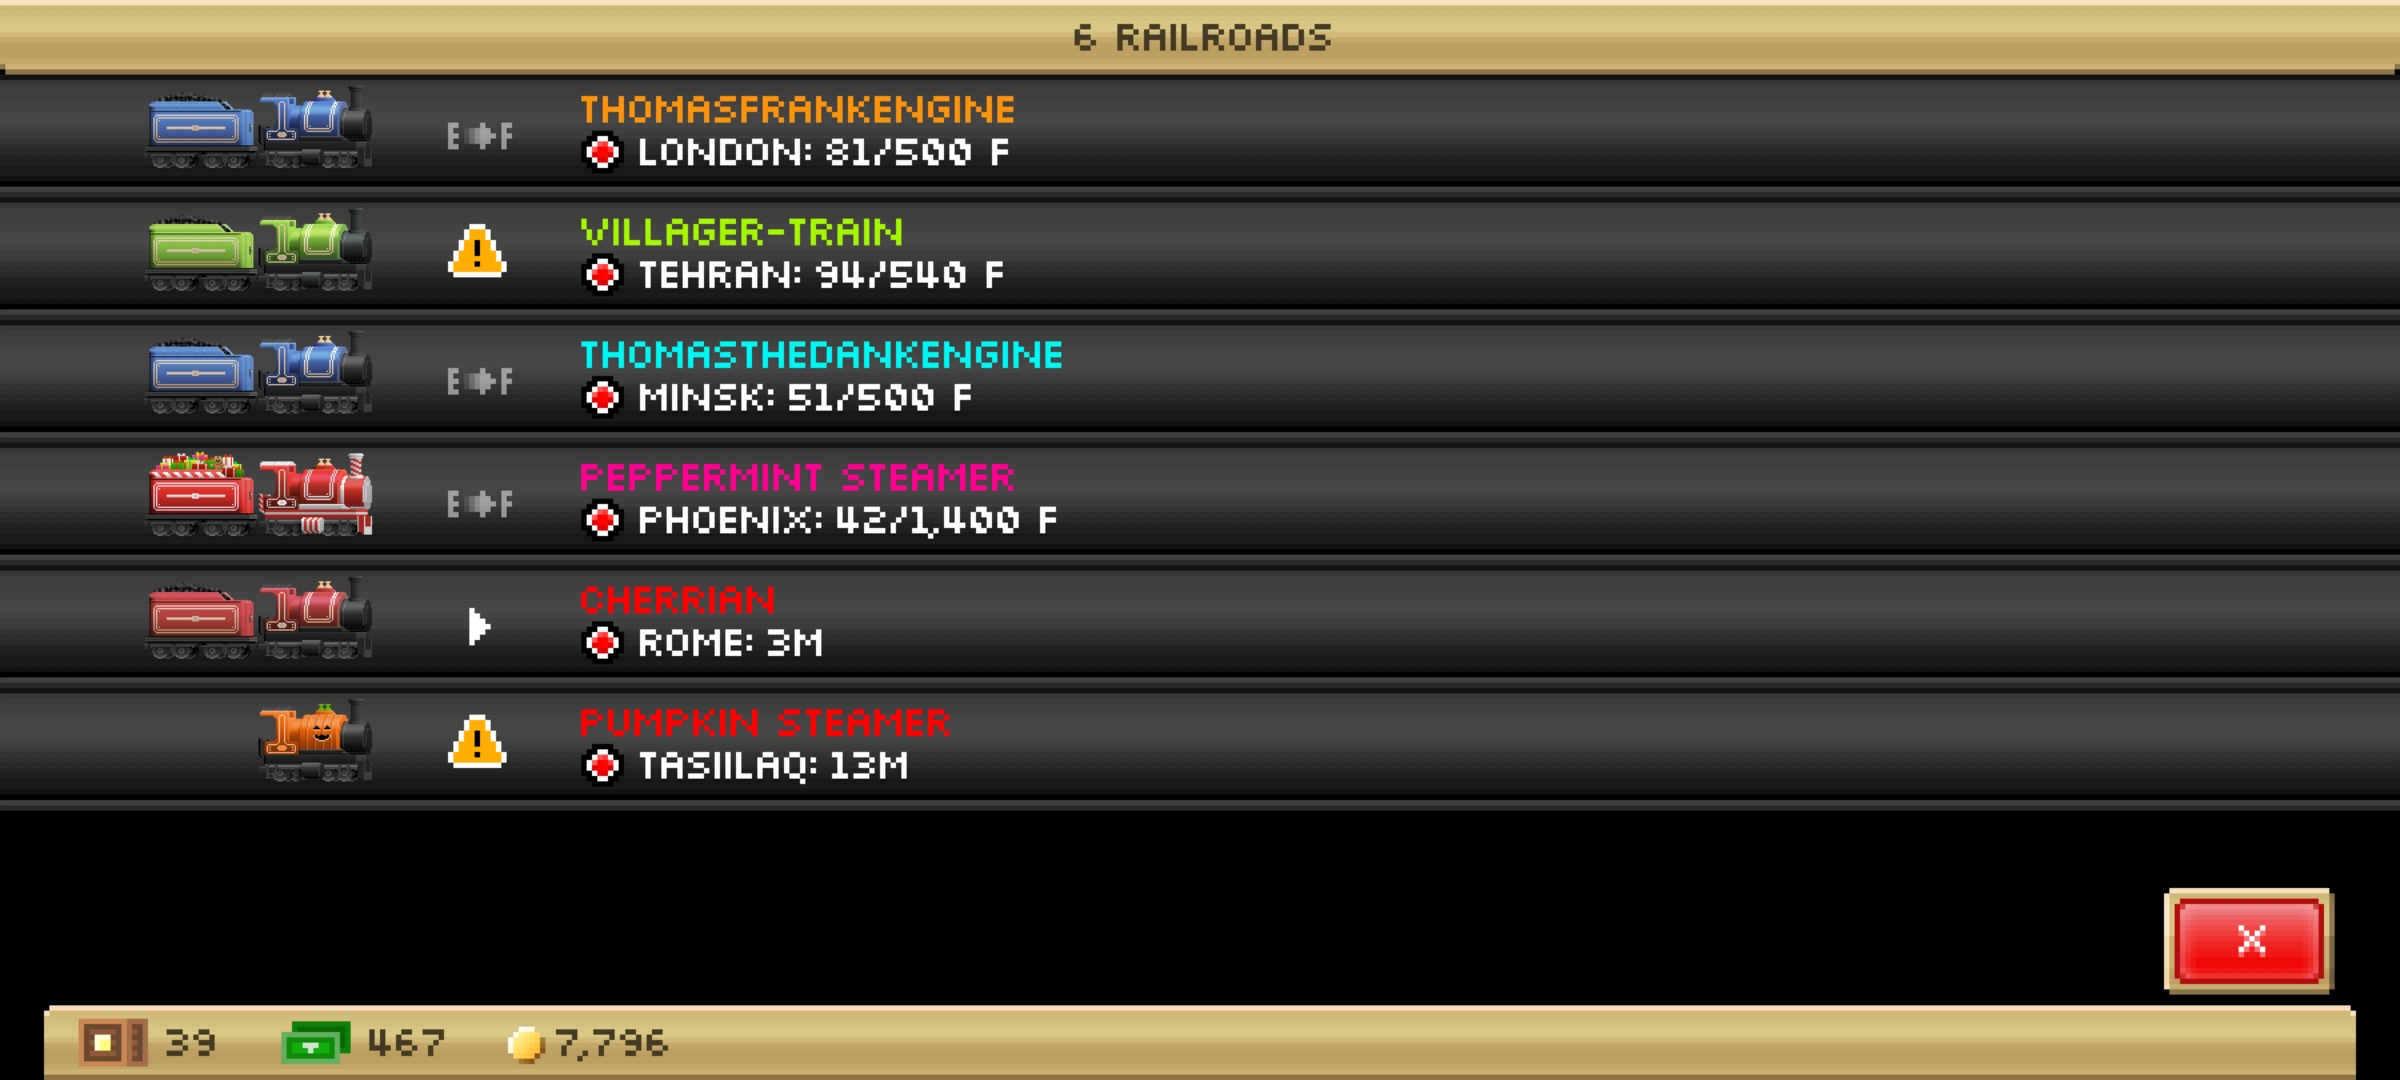 6 RAILROADS
E F
THOMASFRANKENGINE
LONDON: 81/500 F
VILLAGER-TRAIN
TEHRAN: 94/540 F
E F
THOMASTHEDANKENGINE
MINSK: 51/500 F
E F
PEPPERMINT STEAMER
PHOENIX: 42/1,400 F
CHERRIAN
ROME: 3M
PUMPKIN STEAMER
TASIILAQ: 13M
X
39 467 7,796